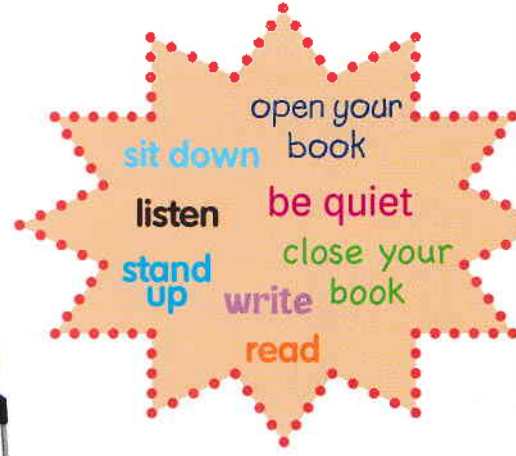 open your
book
sit down
listen
be quiet
close your
book
stand
up
write
read